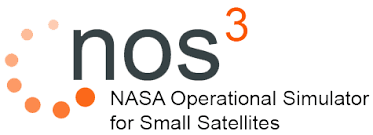 nos³
NASA Operational Simulator
for Small Satellites